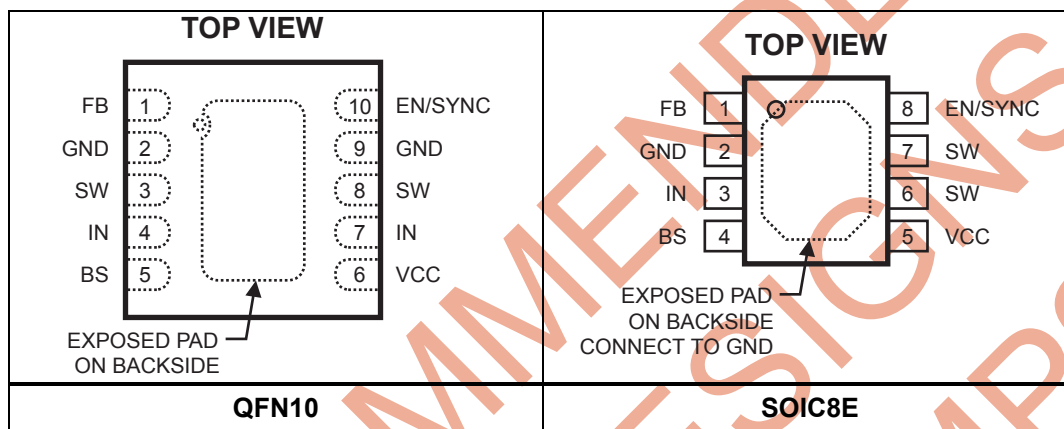 TOP VIEW
FB 1 10 EN/SYNC
GND 2 9 GND
SW 3 8 SW
IN 4 7 IN
BS 5 6 VCC
EXPOSED PAD
ON BACKSIDE
QFN10
TOP VIEW
FB 1 8 EN/SYNC
GND 2 7 SW
IN 3 6 SW
BS 4 5 VCC
EXPOSED PAD
ON BACKSIDE
CONNECT TO GND
SOIC8E